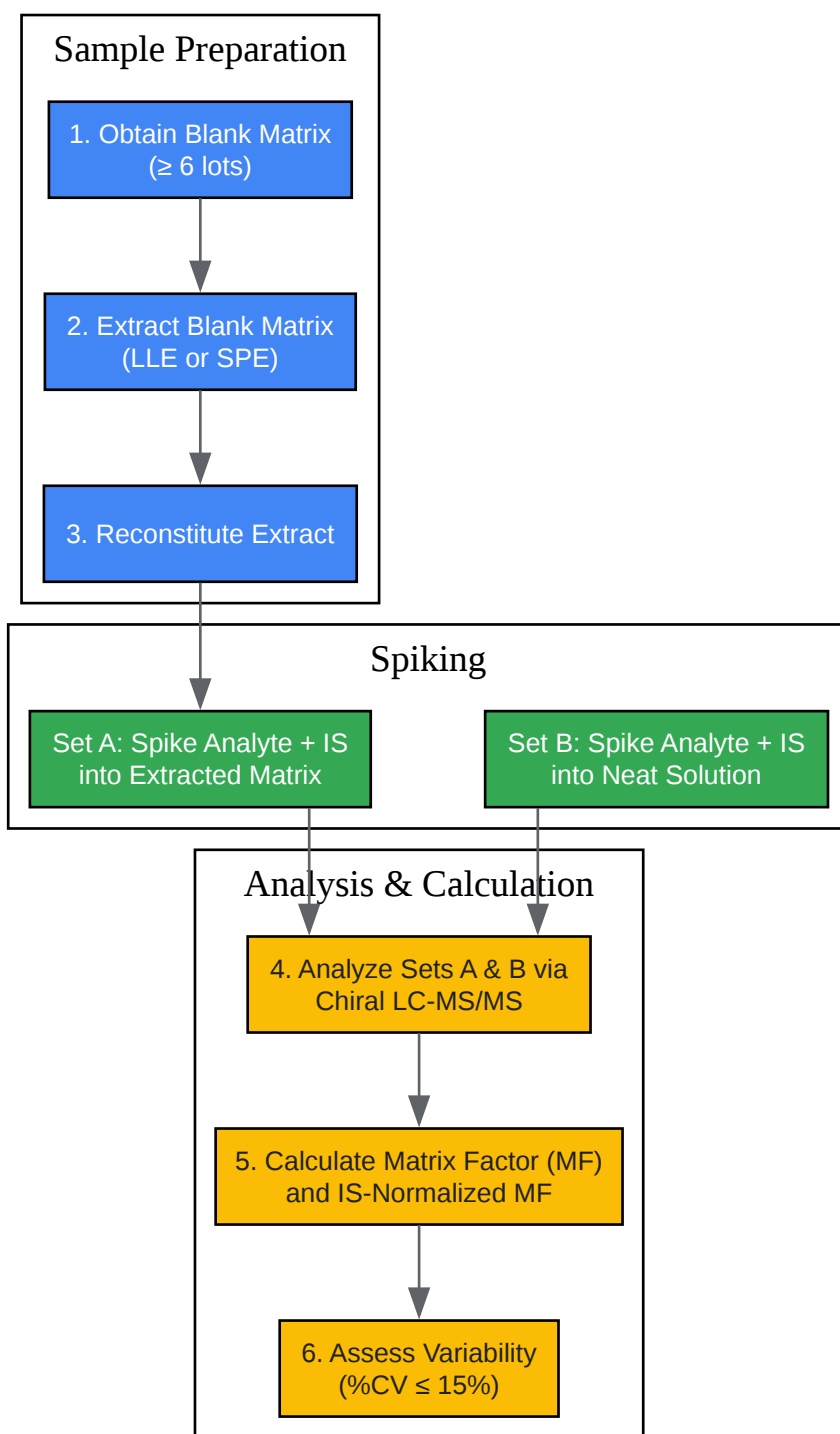 Sample Preparation
1. Obtain Blank Matrix
(≥ 6 lots)
2. Extract Blank Matrix
(LLE or SPE)
3. Reconstitute Extract
Spiking
Set A: Spike Analyte + IS
into Extracted Matrix
Set B: Spike Analyte + IS
into Neat Solution
Analysis & Calculation
4. Analyze Sets A & B via
Chiral LC-MS/MS
5. Calculate Matrix Factor (MF)
and IS-Normalized MF
6. Assess Variability
(%CV ≤ 15%)